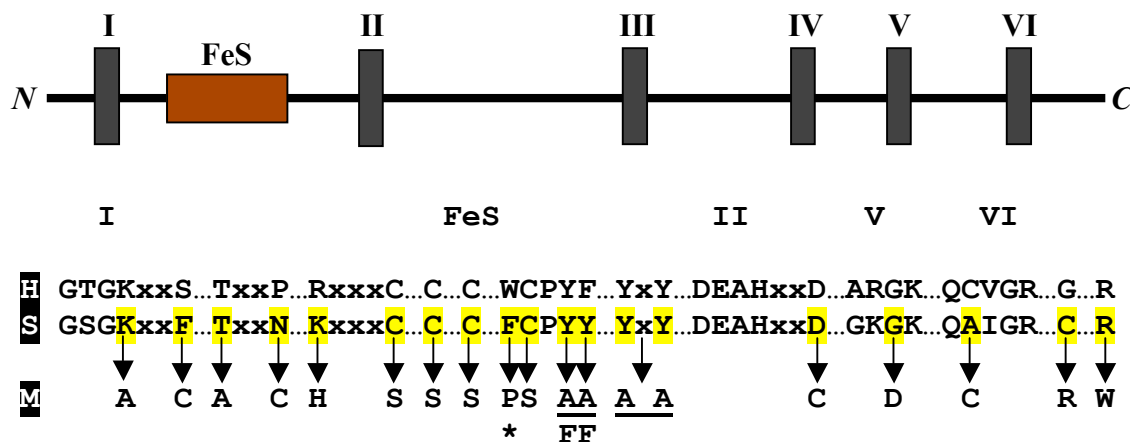 I II III IV V VI
FeS
N C
I FeS II V VI
H GTGKxxS...TxxP...RxxxC...C...C...WCPYF...YxY...DEAHxxD...ARGK...QCVGR...G...R
S GSGKxxF...TxxN...KxxxC...C...C...FCPYY...YxY...DEAHxxD...GKGK...QAIGR...C...R
M A C A C H S S S PS AA A A C D C R W
* FF